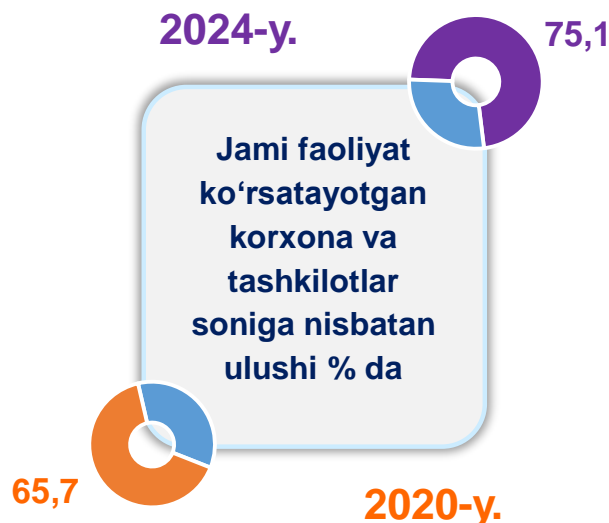 2024-y.
75,1
Jami faoliyat
ko‘rsatayotgan
korxona va
tashkilotlar
soniga nisbatan
ulushi % da
65,7
2020-y.